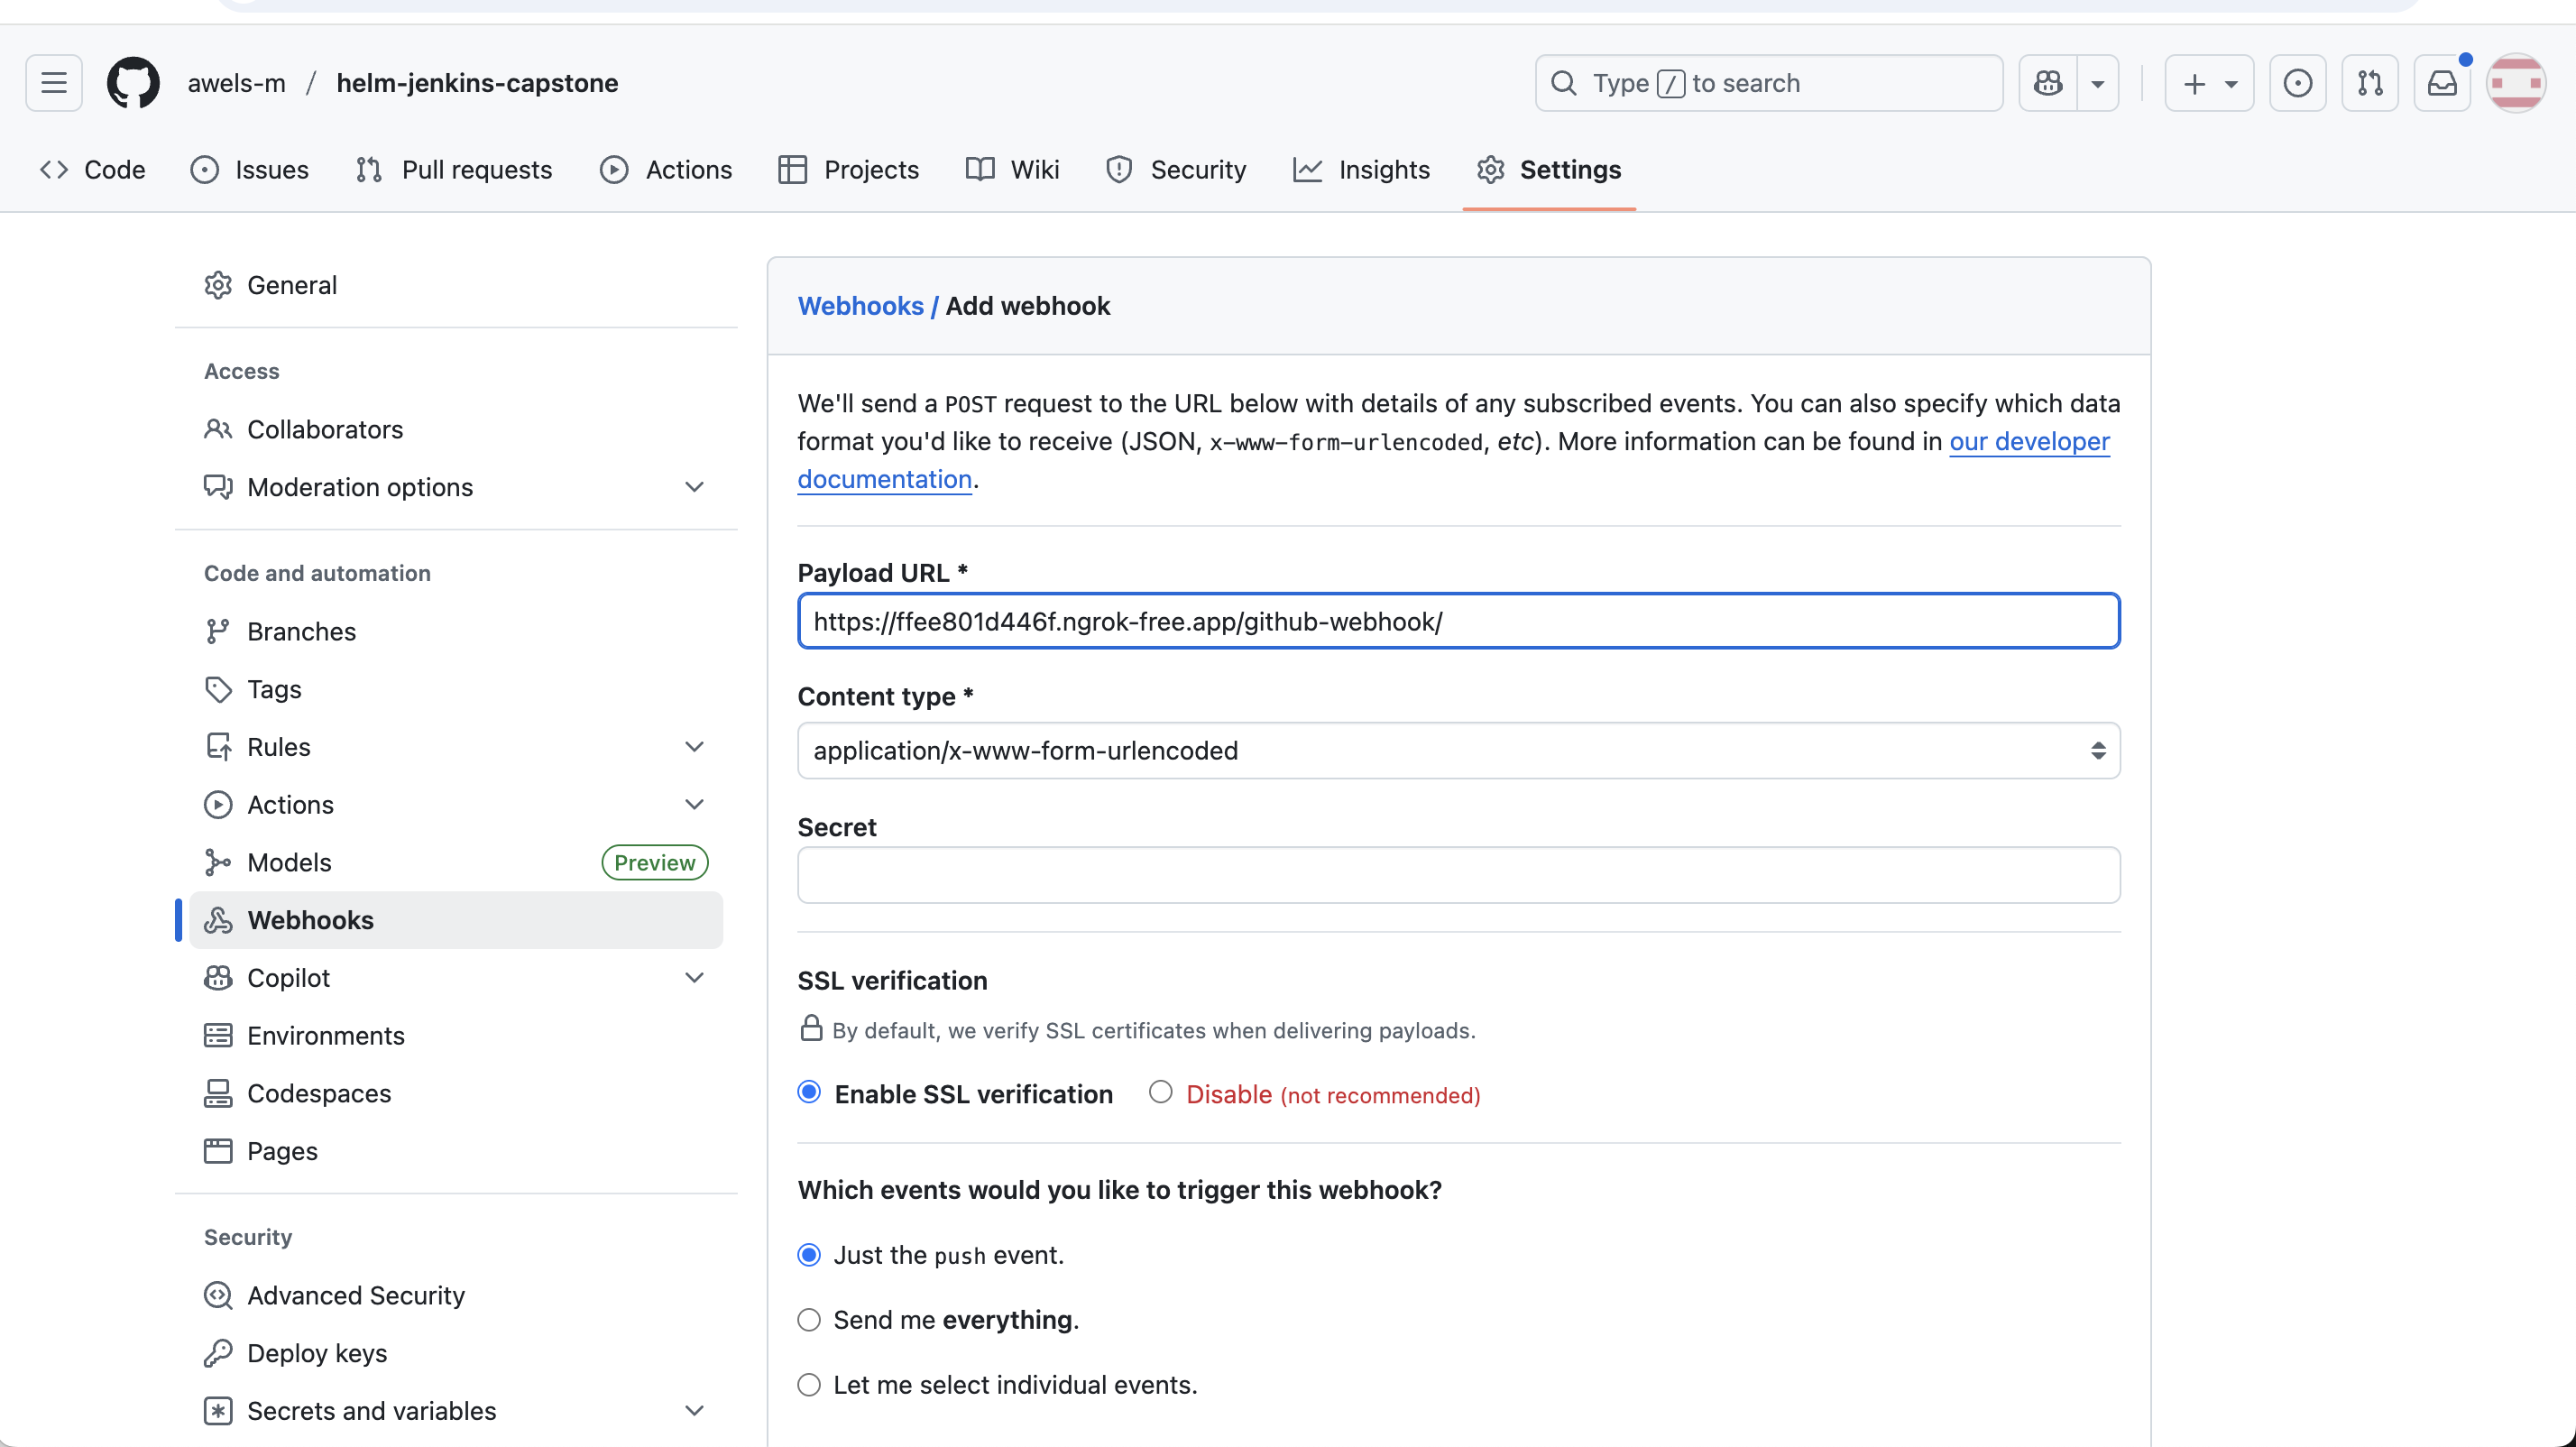 awels-m / helm-jenkins-capstone
Type / to search
Code
Issues
Pull requests
Actions
Projects
Wiki
Security
Insights
Settings
General
Access
Collaborators
Moderation options
Code and automation
Branches
Tags
Rules
Actions
Models
Preview
Webhooks
Copilot
Environments
Codespaces
Pages
Security
Advanced Security
Deploy keys
Secrets and variables
Webhooks / Add webhook
We'll send a POST request to the URL below with details of any subscribed events. You can also specify which data
format you'd like to receive (JSON, x-www-form-urlencoded, etc). More information can be found in our developer
documentation.
Payload URL *
https://ffee801d446f.ngrok-free.app/github-webhook/
Content type *
application/x-www-form-urlencoded
Secret
SSL verification
By default, we verify SSL certificates when delivering payloads.
Enable SSL verification
Disable (not recommended)
Which events would you like to trigger this webhook?
Just the push event.
Send me everything.
Let me select individual events.